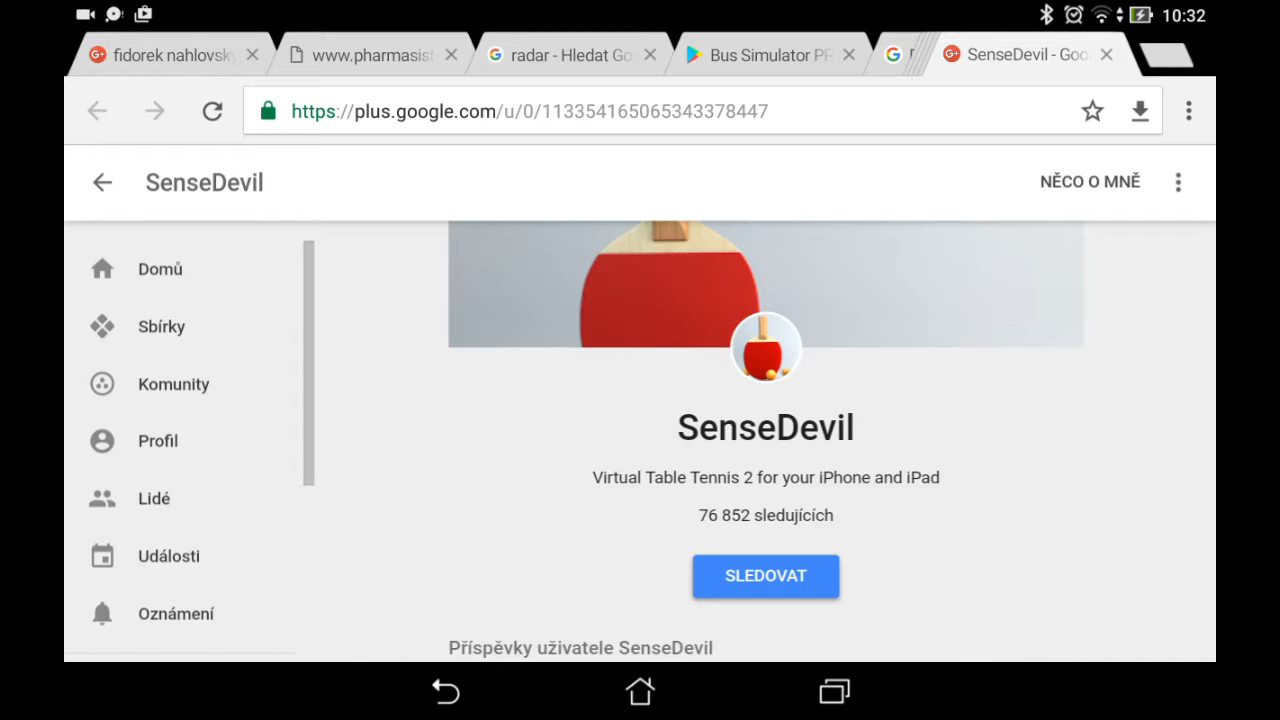 10:32
fidorek nahlovsky
www.pharmasist
radar - Hledat Go
Bus Simulator PR
SenseDevil - Goo
https://plus.google.com/u/0/113354165065343378447
SenseDevil
NĚCO O MNĚ
Domů
Sbírky
Komunity
Profil
Lidé
Události
Oznámení
SenseDevil
Virtual Table Tennis 2 for your iPhone and iPad
76 852 sledujících
SLEDOVAT
Příspěvky uživatele SenseDevil